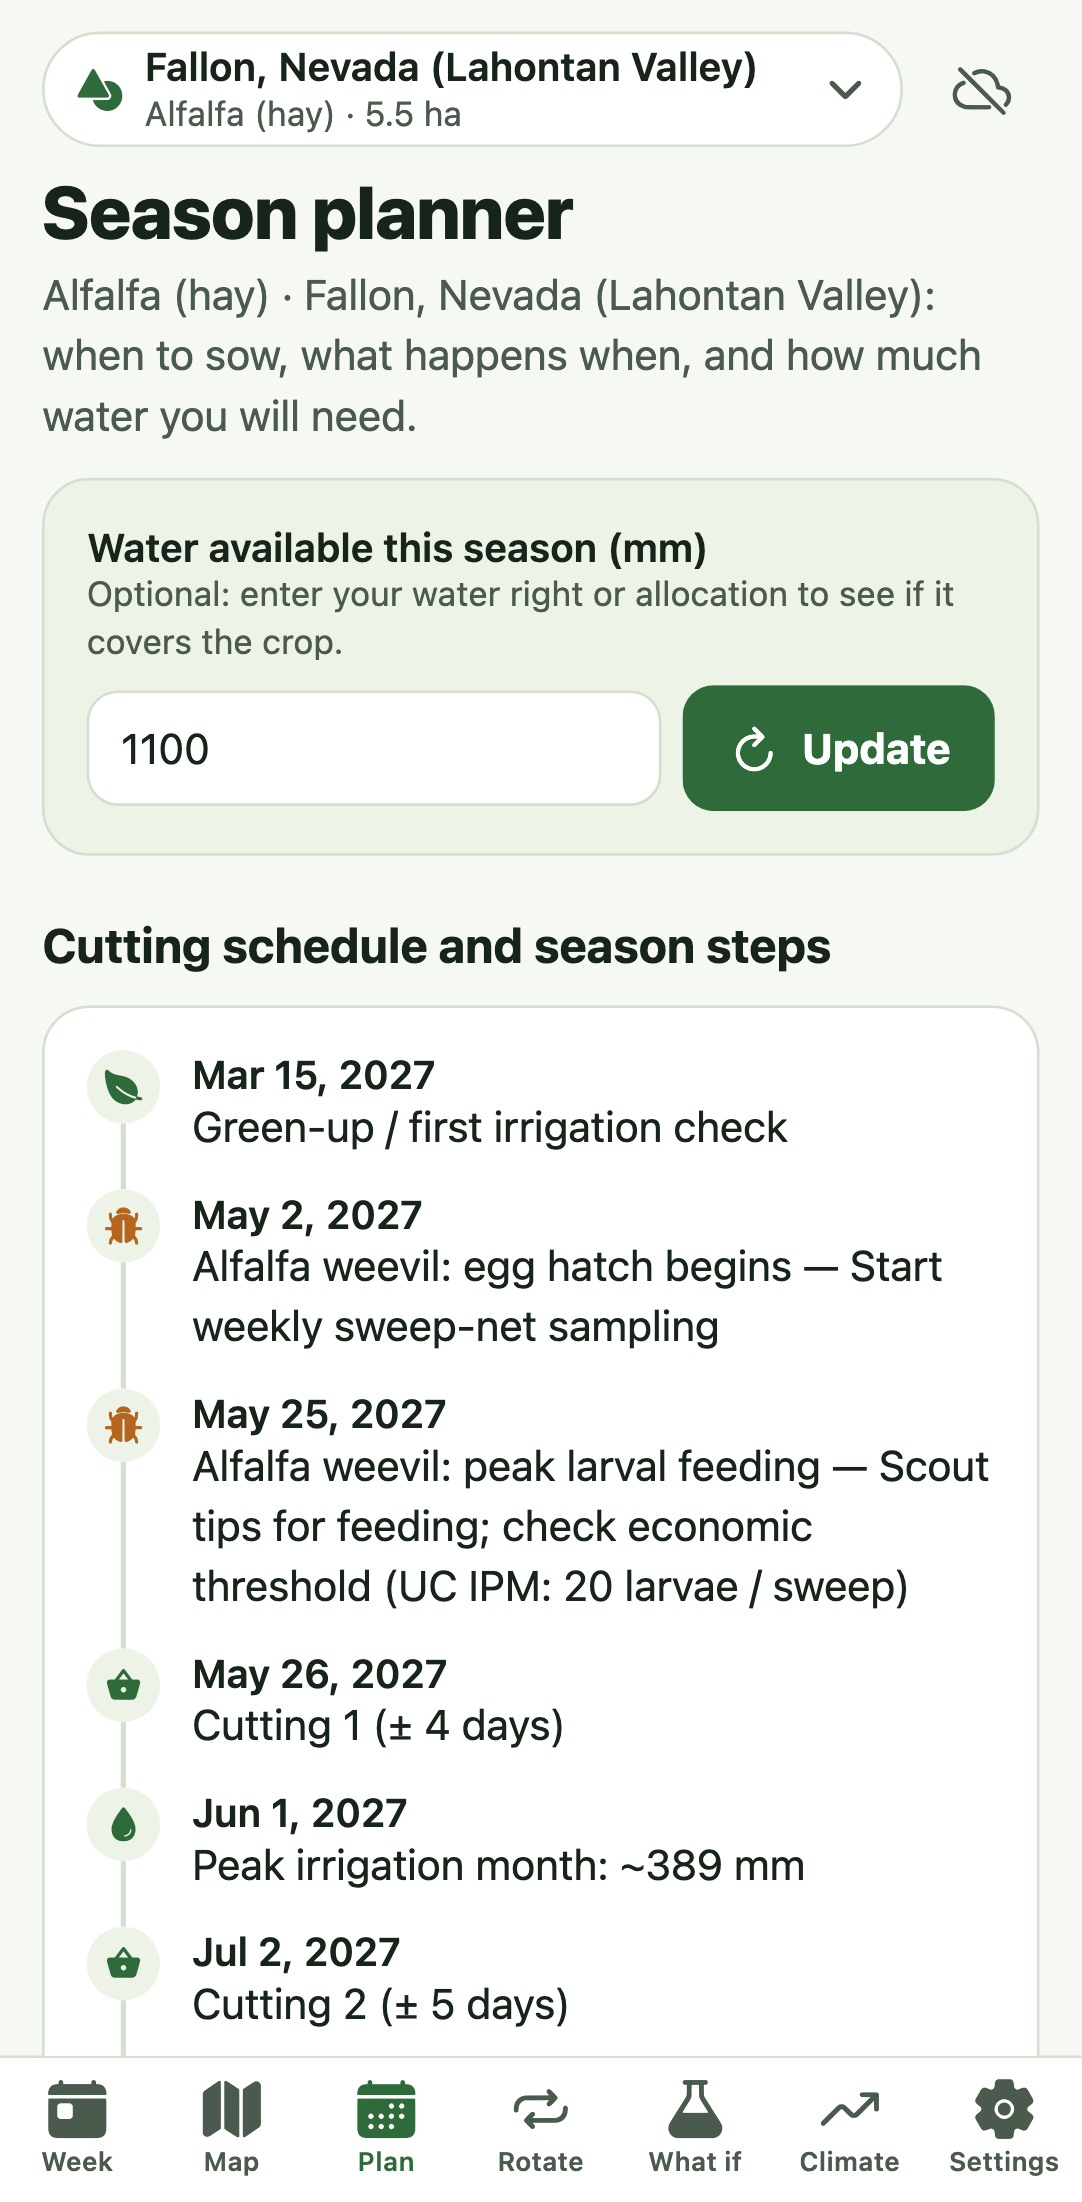 Fallon, Nevada (Lahontan Valley)
Alfalfa (hay) · 5.5 ha
Season planner
Alfalfa (hay) · Fallon, Nevada (Lahontan Valley):
when to sow, what happens when, and how much
water you will need.
Water available this season (mm)
Optional: enter your water right or allocation to see if it
covers the crop.
1100
Update
Cutting schedule and season steps
Mar 15, 2027
Green-up / first irrigation check
May 2, 2027
Alfalfa weevil: egg hatch begins — Start
weekly sweep-net sampling
May 25, 2027
Alfalfa weevil: peak larval feeding — Scout
tips for feeding; check economic
threshold (UC IPM: 20 larvae / sweep)
May 26, 2027
Cutting 1 (± 4 days)
Jun 1, 2027
Peak irrigation month: ~389 mm
Jul 2, 2027
Cutting 2 (± 5 days)
Week
Map
Plan
Rotate
What if
Climate
Settings